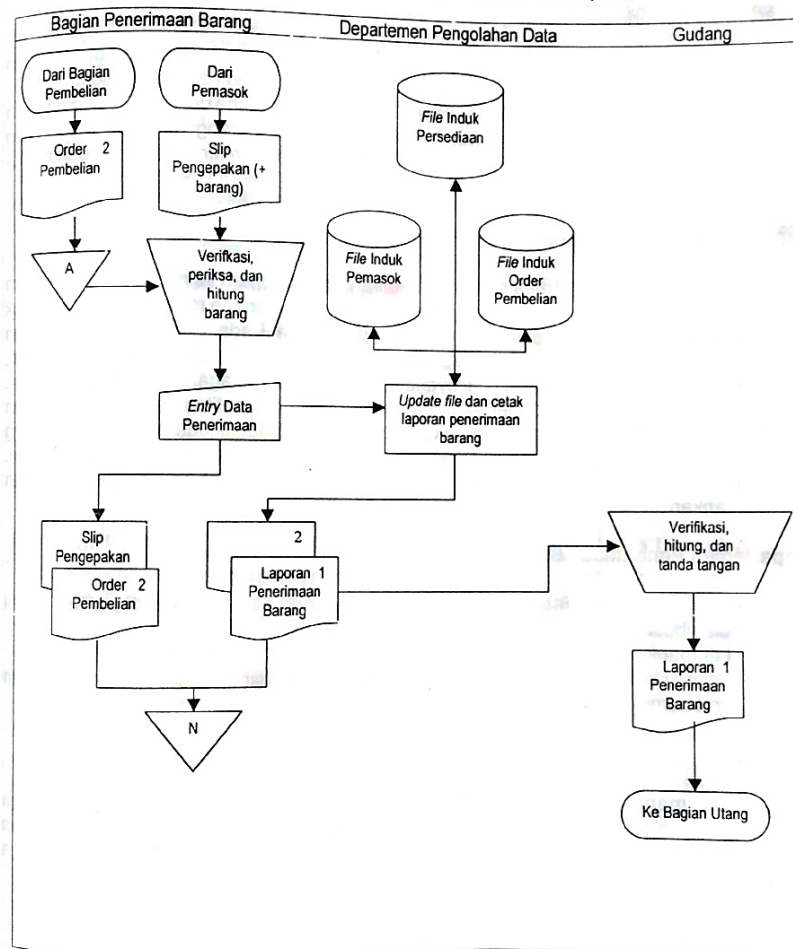 Bagian Penerimaan Barang
Departemen Pengolahan Data
Gudang
Dari Bagian
Pembelian
Dari
Pemasok
File Induk
Persediaan
Order 2
Pembelian
Slip
Pengepakan (+
barang)
A
Verifkasi,
periksa, dan
hitung
barang
File Induk
Pemasok
File Induk
Order
Pembelian
Entry Data
Penerimaan
Update file dan cetak
laporan penerimaan
barang
Slip
Pengepakan
Order 2
Pembelian
2
Laporan 1
Penerimaan
Barang
Verifikasi,
hitung, dan
tanda tangan
N
Laporan 1
Penerimaan
Barang
Ke Bagian Utang